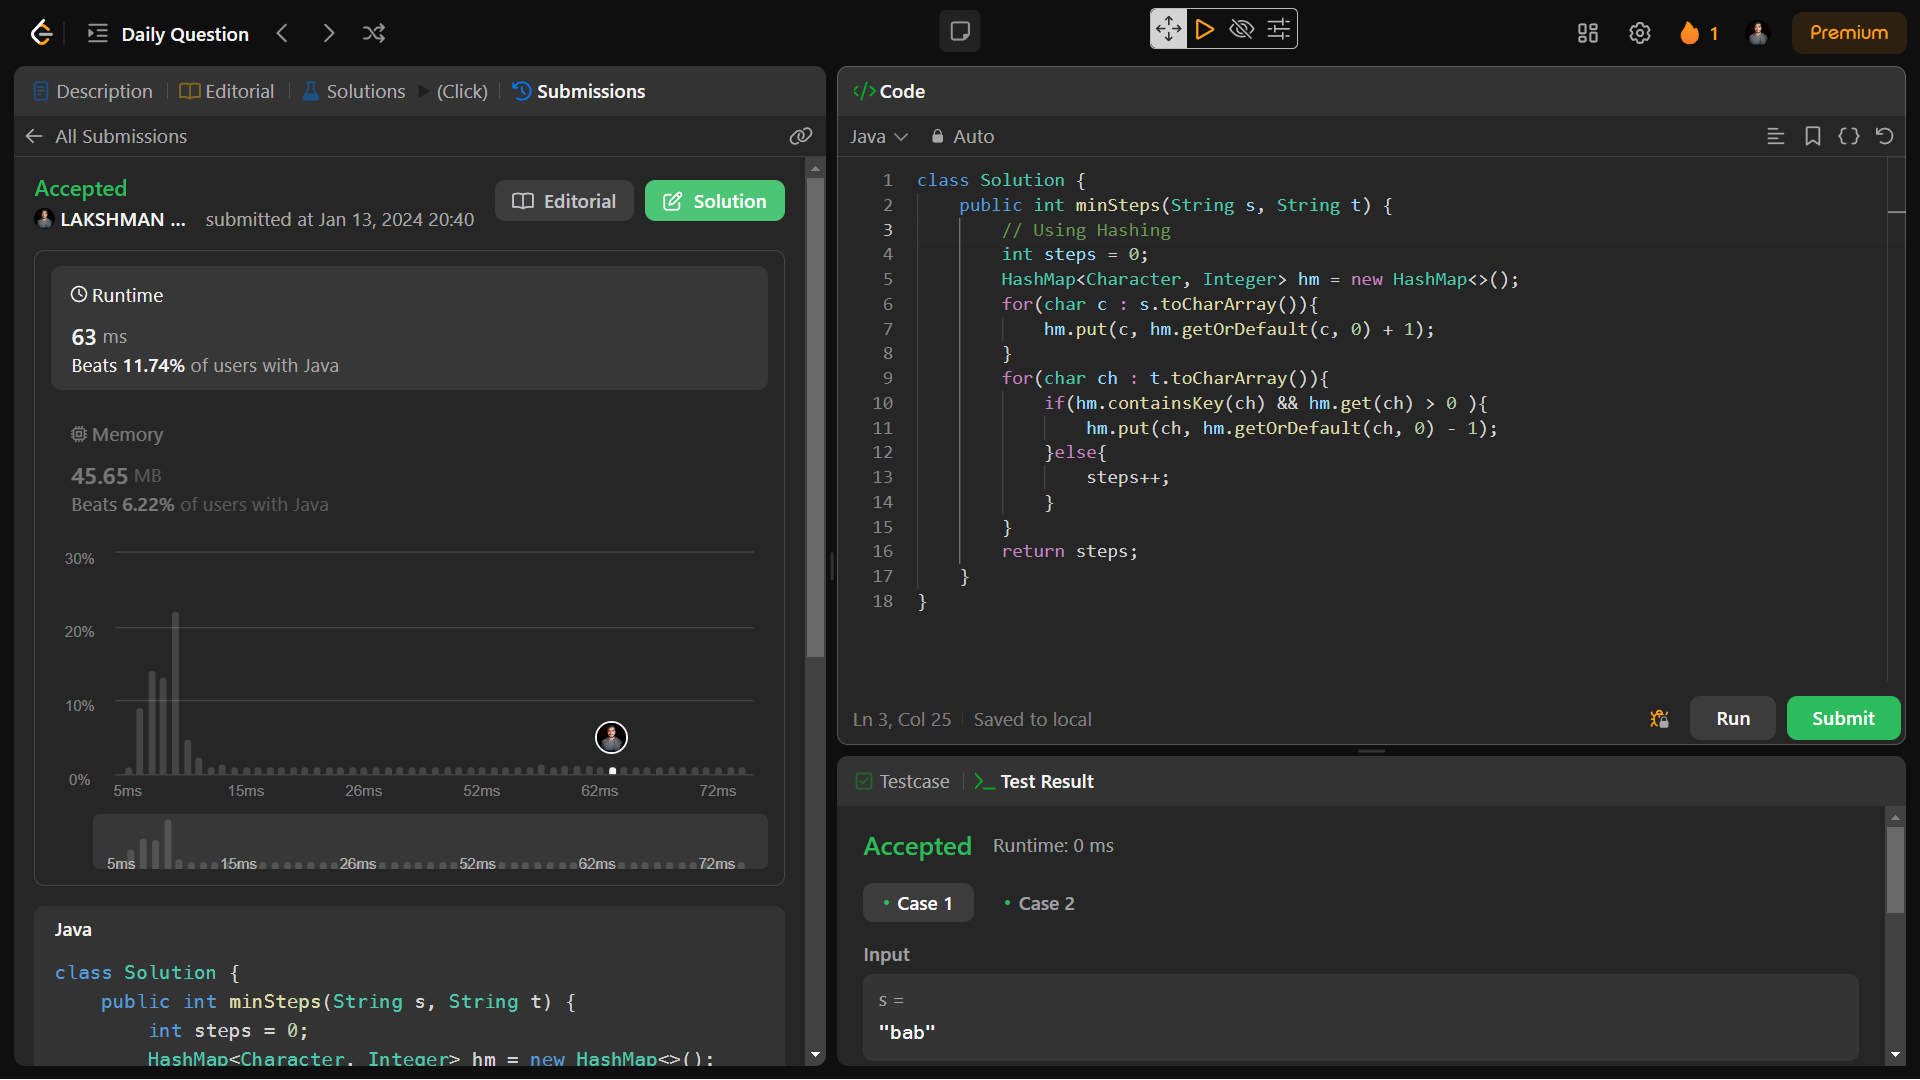 Daily Question
1
Premium
Description
Editorial
Solutions
(Click)
Submissions
All Submissions
Accepted
LAKSHMAN ...
submitted at Jan 13, 2024 20:40
Editorial
Solution
Runtime
63 ms
Beats 11.74% of users with Java
Memory
45.65 MB
Beats 6.22% of users with Java
30%
20%
10%
0%
5ms 15ms 26ms 52ms 62ms 72ms
5ms 15ms 26ms 52ms 62ms 72ms
Java
class Solution {
public int minSteps(String s, String t) {
int steps = 0;
HashMap<Character, Integer> hm = new HashMap<>();
</> Code
Java
Auto
1 class Solution {
2 public int minSteps(String s, String t) {
3 // Using Hashing
4 int steps = 0;
5 HashMap<Character, Integer> hm = new HashMap<>();
6 for(char c : s.toCharArray()){
7 hm.put(c, hm.getOrDefault(c, 0) + 1);
8 }
9 for(char ch : t.toCharArray()){
10 if(hm.containsKey(ch) && hm.get(ch) > 0 ){
11 hm.put(ch, hm.getOrDefault(ch, 0) - 1);
12 }else{
13 steps++;
14 }
15 }
16 return steps;
17 }
18 }
Ln 3, Col 25
Saved to local
Run
Submit
Testcase
Test Result
Accepted
Runtime: 0 ms
• Case 1
• Case 2
Input
s =
"bab"